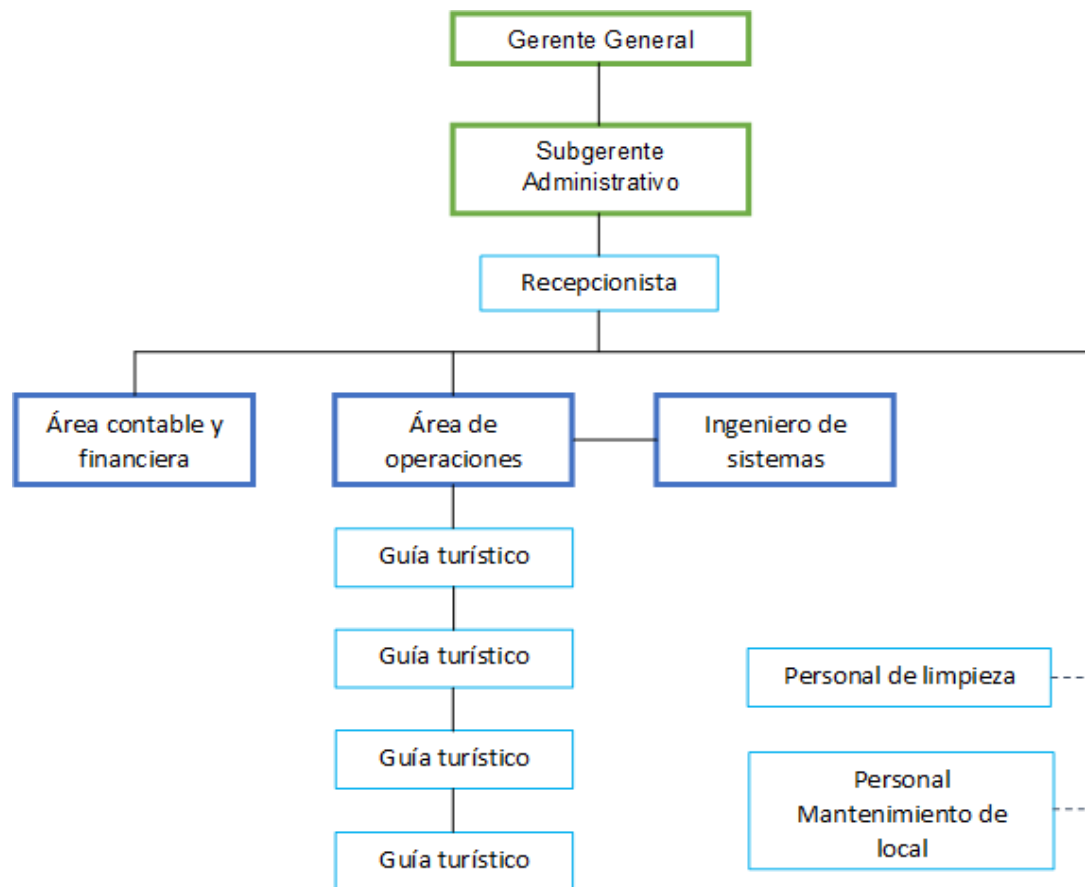 Gerente General
Subgerente
Administrativo
Recepcionista
Área contable y
financiera
Área de
operaciones
Ingeniero de
sistemas
Guía turístico
Guía turístico
Guía turístico
Guía turístico
Personal de limpieza
Personal
Mantenimiento de
local